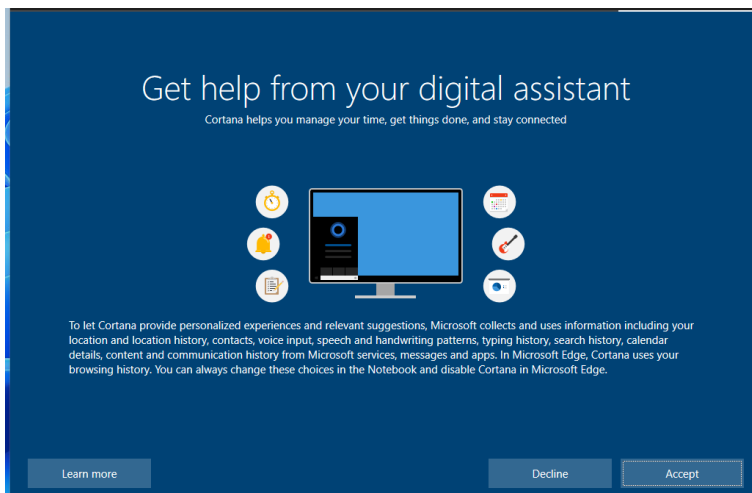 Get help from your digital assistant
Cortana helps you manage your time, get things done, and stay connected
To let Cortana provide personalized experiences and relevant suggestions, Microsoft collects and uses information including your
location and location history, contacts, voice input, speech and handwriting patterns, typing history, search history, calendar
details, content and communication history from Microsoft services, messages and apps. In Microsoft Edge, Cortana uses your
browsing history. You can always change these choices in the Notebook and disable Cortana in Microsoft Edge.
Learn more
Decline
Accept